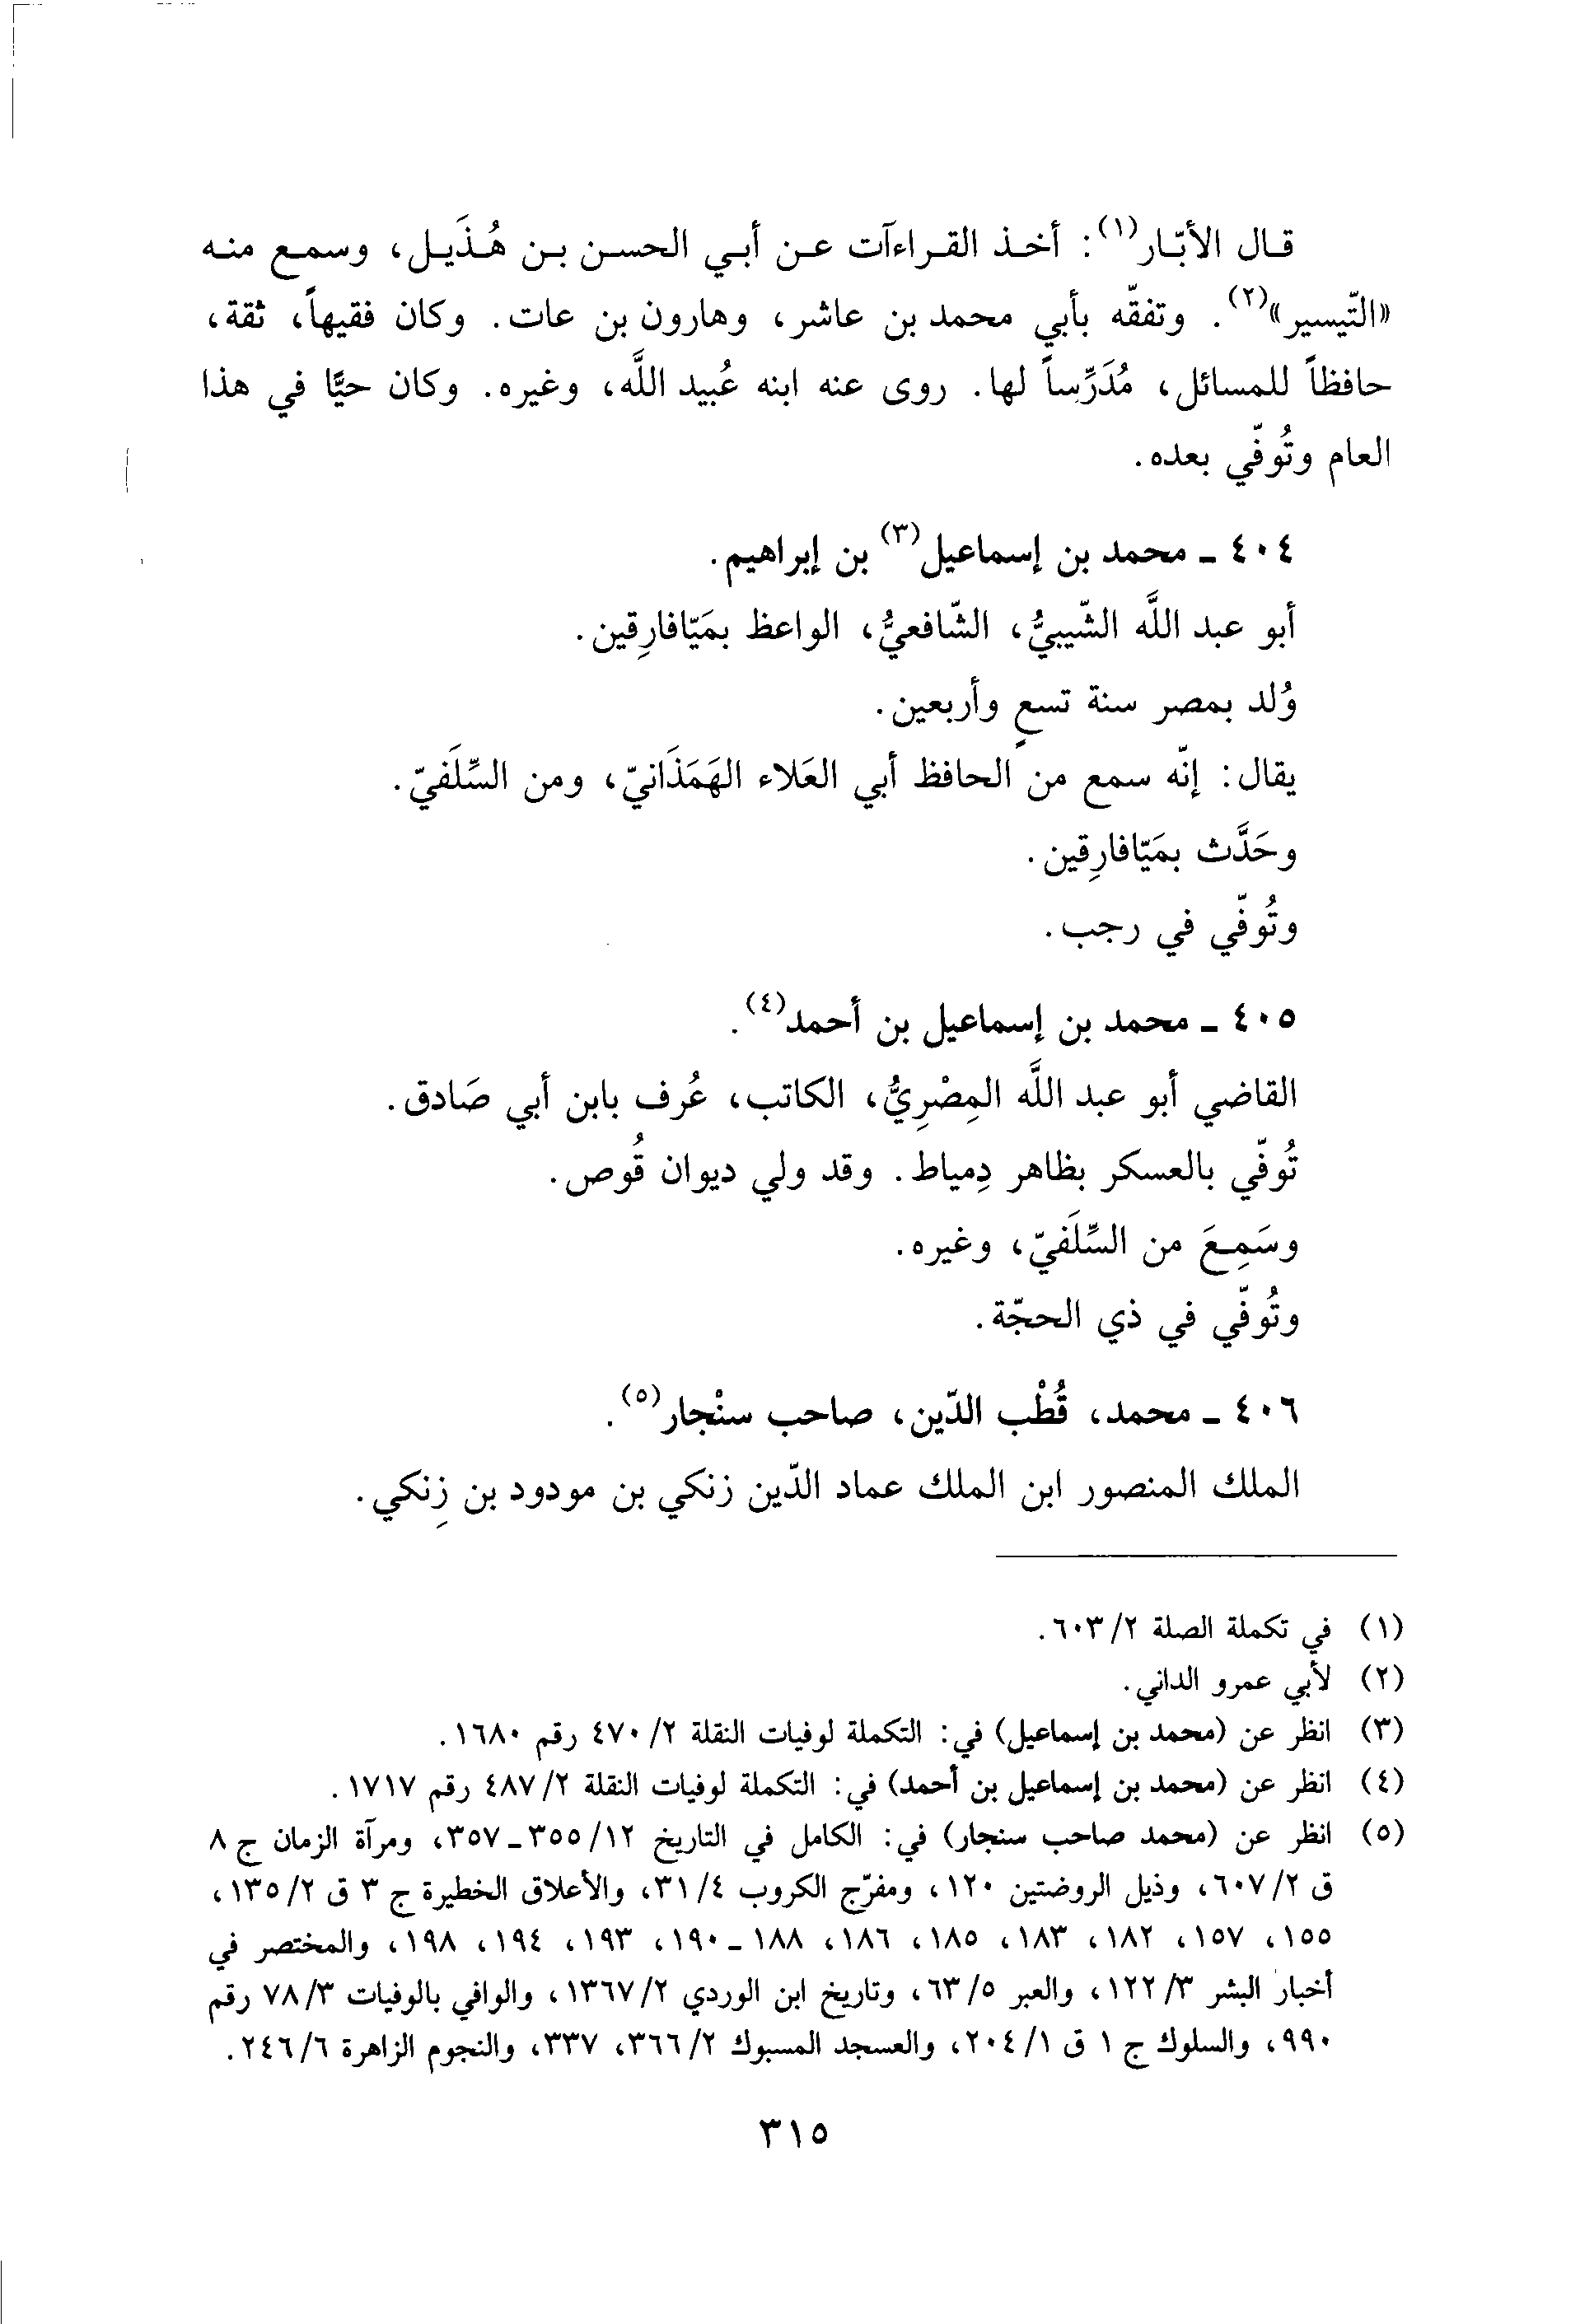 قال الأبّار(١): أخذ القراءآت عن أبي الحسن بن هُذَيل، وسمع منه
«التّيسير»(٢). وتفقّه بأبي محمد بن عاشر، وهارون بن عات. وكان فقيهاً، ثقة،
حافظاً للمسائل، مُدَرِّساً لها. روى عنه ابنه عُبيد اللَّه، وغيره. وكان حيًّا في هذا
العام وتُوفّي بعده.
٤٠٤ ـ محمد بن إسماعيل(٣) بن إبراهيم.
أبو عبد اللَّه الشّيبيُّ، الشّافعيُّ، الواعظ بمَيّافارِقين.
وُلد بمصر سنة تسعٍ وأربعين.
يقال: إنّه سمع من الحافظ أبي العَلاء الهَمَذَانيّ، ومن السِّلَفيّ.
وحَدَّث بمَيّافارِقين.
وتُوفّي في رجب.
٤٠٥ ـ محمد بن إسماعيل بن أحمد(٤).
القاضي أبو عبد اللَّه المِصْرِيُّ، الكاتب، عُرف بابن أبي صَادق.
تُوفّي بالعسكر بظاهر دِمياط. وقد ولي ديوان قُوص.
وسَمِعَ من السِّلَفيّ، وغيره.
وتُوفّي في ذي الحجّة.
٤٠٦ ـ محمد، قُطْب الدّين، صاحب سنْجار(٥).
الملك المنصور ابن الملك عماد الدّين زنكي بن مودود بن زِنكي.
(١) في تكملة الصلة ٢/ ٦٠٣.
(٢) لأبي عمرو الداني.
(٣) انظر عن (محمد بن إسماعيل) في: التكملة لوفيات النقلة ٢/ ٤٧٠ رقم ١٦٨٠.
(٤) انظر عن (محمد بن إسماعيل بن أحمد) في: التكملة لوفيات النقلة ٢/ ٤٨٧ رقم ١٧١٧.
(٥) انظر عن (محمد صاحب سنجار) في: الكامل في التاريخ ١٢/ ٣٥٥ ـ ٣٥٧، ومرآة الزمان ج ٨
ق ٢/ ٦٠٧، وذيل الروضتين ١٢٠، ومفرّج الكروب ٤/ ٣١، والأعلاق الخطيرة ج ٣ ق ٢/ ١٣٥،
١٥٥، ١٥٧، ١٨٢، ١٨٣، ١٨٥، ١٨٦، ١٨٨ ـ ١٩٠، ١٩٣، ١٩٤، ١٩٨، والمختصر في
أخبار البشر ٣/ ١٢٢، والعبر ٥/ ٦٣، وتاريخ ابن الوردي ٢/ ١٣٦٧، والوافي بالوفيات ٣/ ٧٨ رقم
٩٩٠، والسلوك ج ١ ق ١/ ٢٠٤، والعسجد المسبوك ٢/ ٣٦٦، ٣٣٧، والنجوم الزاهرة ٦/ ٢٤٦.
٣١٥